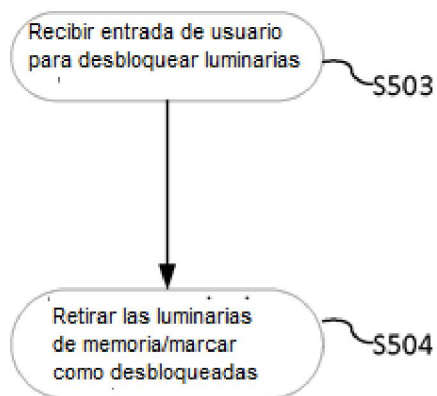 Recibir entrada de usuario
para desbloquear luminarias
S503
Retirar las luminarias
de memoria/marcar
como desbloqueadas
S504